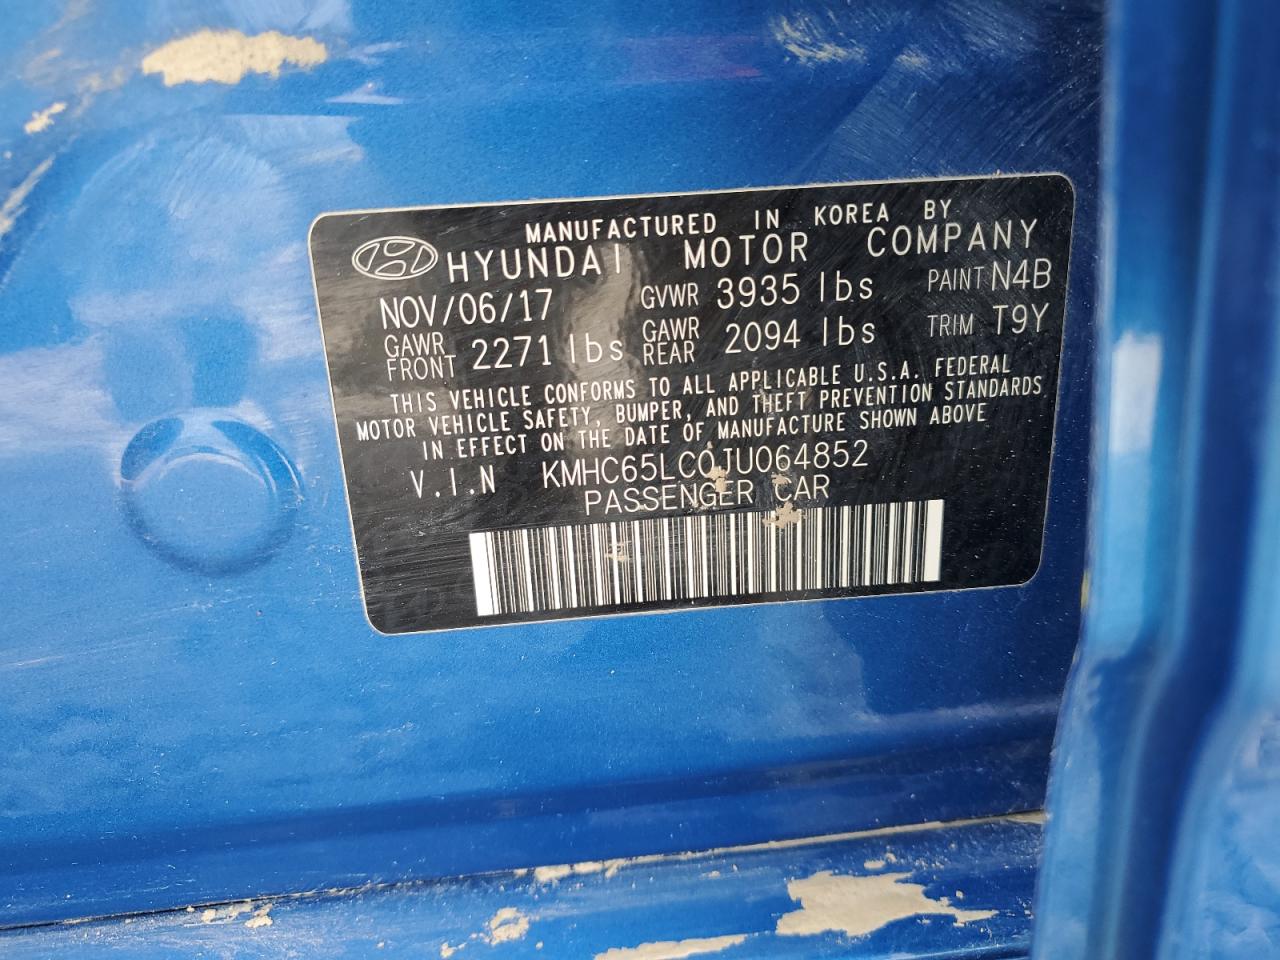 MANUFACTURED IN KOREA BY
HYUNDAI MOTOR COMPANY
NOV/06/17 GVWR 3935 lbs PAINT N4B
GAWR FRONT 2271 lbs GAWR REAR 2094 lbs TRIM T9Y
THIS VEHICLE CONFORMS TO ALL APPLICABLE U.S.A. FEDERAL
MOTOR VEHICLE SAFETY, BUMPER, AND THEFT PREVENTION STANDARDS
IN EFFECT ON THE DATE OF MANUFACTURE SHOWN ABOVE
V.I.N KMHC65LC0JU064852
PASSENGER CAR